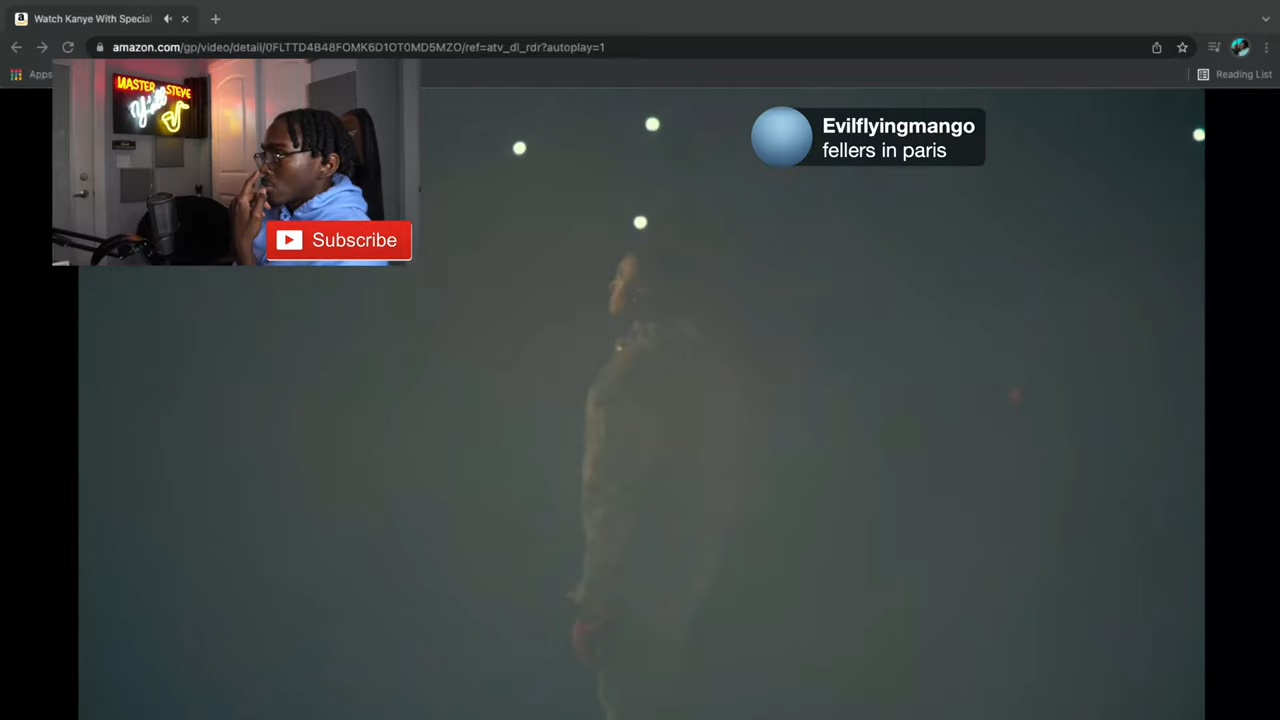 Watch Kanye With Special
amazon.com/gp/video/detail/0FLTTD4B48FOMK6D1OT0MD5MZO/ref=atv_dl_rdr?autoplay=1
Apps
Reading List
MASTER STEVE
Y'all
Evilflyingmango
fellers in paris
Subscribe